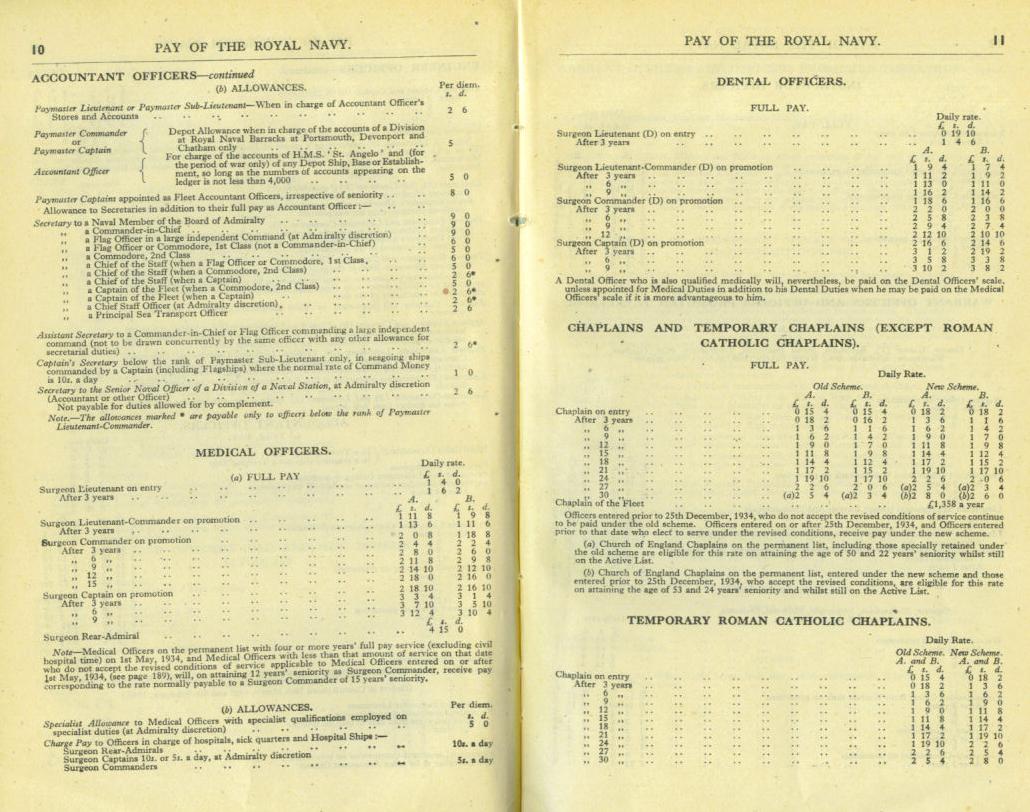 10
PAY OF THE ROYAL NAVY.
ACCOUNTANT OFFICERS—continued
(b) ALLOWANCES.
Per diem.
s. d.
Paymaster Lieutenant or Paymaster Sub-Lieutenant—When in charge of Accountant Officer's
Stores and Accounts .. .. .. 2 6
Paymaster Commander
or
Paymaster Captain
Depot Allowance when in charge of the accounts of a Division
at Royal Naval Barracks at Portsmouth, Devonport and
Chatham only .. .. 5
Accountant Officer
For charge of the accounts of H.M.S. 'St. Angelo' and (for
the period of war only) of any Depot Ship, Base or Establish-
ment, so long as the numbers of accounts appearing on the
ledger is not less than 4,000 .. .. 5 0
Paymaster Captains appointed as Fleet Accountant Officers, irrespective of seniority .. 8 0
Allowance to Secretaries in addition to their full pay as Accountant Officer:—
Secretary to a Naval Member of the Board of Admiralty .. 9 0
„ a Commander-in-Chief .. 9 0
„ a Flag Officer in a large independent Command (at Admiralty discretion) 9 0
„ a Flag Officer or Commodore, 1st Class (not a Commander-in-Chief) 6 0
„ a Commodore, 2nd Class .. 5 0
„ a Chief of the Staff (when a Flag Officer or Commodore, 1st Class, 6 0
„ a Chief of the Staff (when a Commodore, 2nd Class) 5 0
„ a Chief of the Staff (when a Captain) 2 6*
„ a Captain of the Fleet (when a Commodore, 2nd Class) 5 0
„ a Captain of the Fleet (when a Captain) 2 6*
„ a Chief Staff Officer (at Admiralty discretion), 2 6*
„ a Principal Sea Transport Officer 2 6
Assistant Secretary to a Commander-in-Chief or Flag Officer commanding a large independent
command (not to be drawn concurrently by the same officer with any other allowance for
secretarial duties) .. .. 2 6*
Captain's Secretary below the rank of Paymaster Sub-Lieutenant only, in seagoing ships
commanded by a Captain (including Flagships) where the normal rate of Command Money
is 10s. a day .. .. 1 0
Secretary to the Senior Naval Officer of a Division of a Naval Station, at Admiralty discretion
(Accountant or other Officer) .. .. 2 6
Not payable for duties allowed for by complement.
Note.—The allowances marked * are payable only to officers below the rank of Paymaster
Lieutenant-Commander.
MEDICAL OFFICERS.
(a) FULL PAY
Daily rate.
£ s. d.
Surgeon Lieutenant on entry .. 1 4 0
After 3 years .. 1 6 2
A. B.
£ s. d. £ s. d.
Surgeon Lieutenant-Commander on promotion .. 1 11 8 1 9 8
After 3 years .. 1 13 6 1 11 6
Surgeon Commander on promotion .. 2 0 8 1 18 8
After 3 years .. 2 4 4 2 2 4
„ 6 „ .. 2 8 0 2 6 0
„ 9 „ .. 2 11 8 2 9 8
„ 12 „ .. 2 14 10 2 12 10
„ 15 „ .. 2 18 0 2 16 0
Surgeon Captain on promotion .. 2 18 10 2 16 10
After 3 years .. 3 3 4 3 1 4
„ 6 „ .. 3 7 10 3 5 10
„ 9 „ .. 3 12 4 3 10 4
£ s. d.
Surgeon Rear-Admiral .. 4 15 0
Note—Medical Officers on the permanent list with four or more years' full pay service (excluding civil
hospital time) on 1st May, 1934, and Medical Officers with less than that amount of service on that date
who do not accept the revised conditions of service applicable to Medical Officers entered on or after
1st May, 1934, (see page 189), will, on attaining 12 years' seniority as Surgeon Commander, receive pay
corresponding to the rate normally payable to a Surgeon Commander of 15 years' seniority.
(b) ALLOWANCES.
Per diem.
s. d.
Specialist Allowance to Medical Officers with specialist qualifications employed on
specialist duties (at Admiralty discretion) .. 5 0
Charge Pay to Officers in charge of hospitals, sick quarters and Hospital Ships:—
Surgeon Rear-Admirals .. 10s. a day
Surgeon Captains 10s. or 5s. a day, at Admiralty discretion
Surgeon Commanders .. 5s. a day
PAY OF THE ROYAL NAVY.
11
DENTAL OFFICERS.
FULL PAY.
Daily rate.
£ s. d.
Surgeon Lieutenant (D) on entry .. 0 19 10
After 3 years .. 1 4 6
A. B.
£ s. d. £ s. d.
Surgeon Lieutenant-Commander (D) on promotion .. 1 9 4 1 7 4
After 3 years .. 1 11 2 1 9 2
„ 6 „ .. 1 13 0 1 11 0
„ 9 „ .. 1 16 2 1 14 2
Surgeon Commander (D) on promotion .. 1 18 6 1 16 6
After 3 years .. 2 2 0 2 0 0
„ 6 „ .. 2 5 8 2 3 8
„ 9 „ .. 2 9 4 2 7 4
„ 12 „ .. 2 12 10 2 10 10
Surgeon Captain (D) on promotion .. 2 16 6 2 14 6
After 3 years .. 3 1 2 2 19 2
„ 6 „ .. 3 5 8 3 3 8
„ 9 „ .. 3 10 2 3 8 2
A Dental Officer who is also qualified medically will, nevertheless, be paid on the Dental Officers' scale,
unless appointed for Medical Duties in addition to his Dental Duties when he may be paid on the Medical
Officers' scale if it is more advantageous to him.
CHAPLAINS AND TEMPORARY CHAPLAINS (EXCEPT ROMAN
CATHOLIC CHAPLAINS).
FULL PAY.
Daily Rate.
Old Scheme. New Scheme.
A. B. A. B.
£ s. d. £ s. d. £ s. d. £ s. d.
Chaplain on entry .. 0 15 4 0 15 4 0 18 2 0 18 2
After 3 years .. 0 18 2 0 16 2 1 3 6 1 1 6
„ 6 „ .. 1 3 6 1 1 6 1 6 2 1 4 2
„ 9 „ .. 1 6 2 1 4 2 1 9 0 1 7 0
„ 12 „ .. 1 9 0 1 7 0 1 11 8 1 9 8
„ 15 „ .. 1 11 8 1 9 8 1 14 4 1 12 4
„ 18 „ .. 1 14 4 1 12 4 1 17 2 1 15 2
„ 21 „ .. 1 17 2 1 15 2 1 19 10 1 17 10
„ 24 „ .. 1 19 10 1 17 10 2 2 6 2 0 6
„ 27 „ .. 2 2 6 2 0 6 (a)2 5 4 (a)2 3 4
„ 30 „ .. (a)2 5 4 (a)2 3 4 (b)2 8 0 (b)2 6 0
Chaplain of the Fleet .. £1,358 a year
Officers entered prior to 25th December, 1934, who do not accept the revised conditions of service continue
to be paid under the old scheme. Officers entered on or after 25th December, 1934, and Officers entered
prior to that date who elect to serve under the revised conditions, receive pay under the new scheme.
(a) Church of England Chaplains on the permanent list, including those specially retained under
the old scheme are eligible for this rate on attaining the age of 50 and 22 years' seniority whilst still
on the Active List.
(b) Church of England Chaplains on the permanent list, entered under the new scheme and those
entered prior to 25th December, 1934, who accept the revised conditions, are eligible for this rate
on attaining the age of 53 and 24 years' seniority and whilst still on the Active List.
TEMPORARY ROMAN CATHOLIC CHAPLAINS.
Daily Rate.
Old Scheme. New Scheme.
A. and B. A. and B.
£ s. d. £ s. d.
Chaplain on entry .. 0 15 4 0 18 2
After 3 years .. 0 18 2 1 3 6
„ 6 „ .. 1 3 6 1 6 2
„ 9 „ .. 1 6 2 1 9 0
„ 12 „ .. 1 9 0 1 11 8
„ 15 „ .. 1 11 8 1 14 4
„ 18 „ .. 1 14 4 1 17 2
„ 21 „ .. 1 17 2 1 19 10
„ 24 „ .. 1 19 10 2 2 6
„ 27 „ .. 2 2 6 2 5 4
„ 30 „ .. 2 5 4 2 8 0